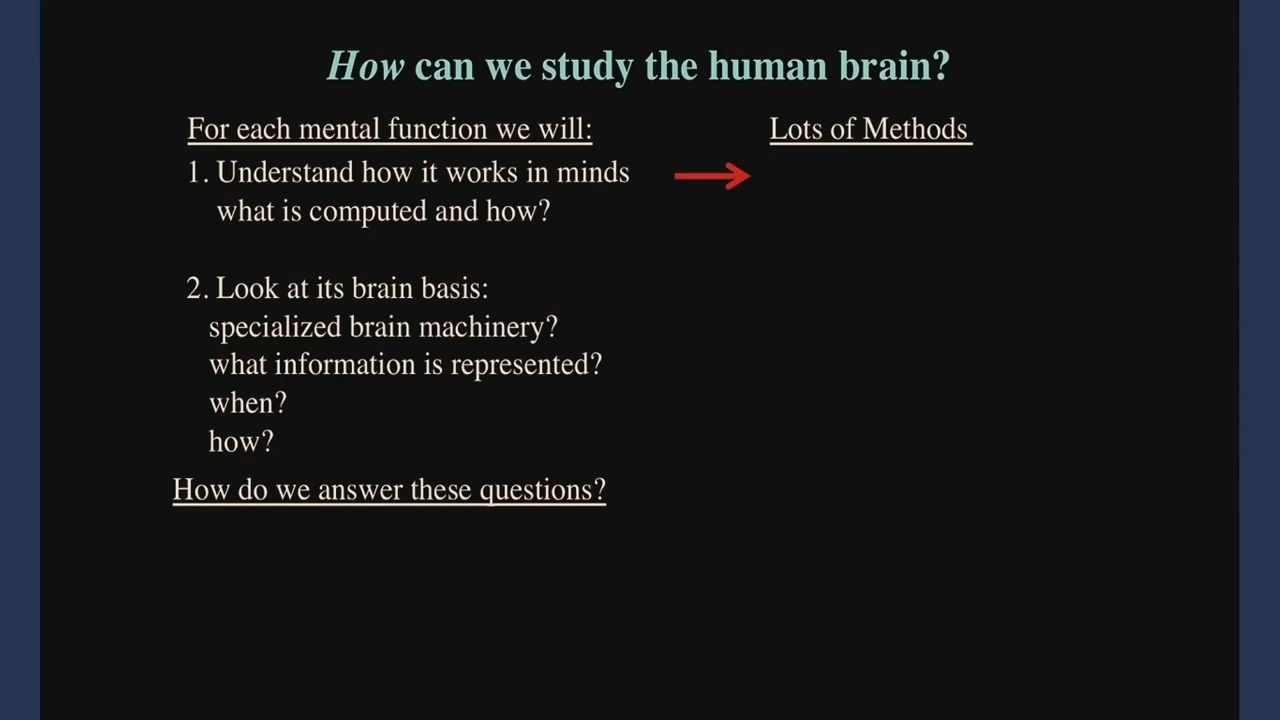 How can we study the human brain?
For each mental function we will:
Lots of Methods
1. Understand how it works in minds
what is computed and how?
2. Look at its brain basis:
specialized brain machinery?
what information is represented?
when?
how?
How do we answer these questions?